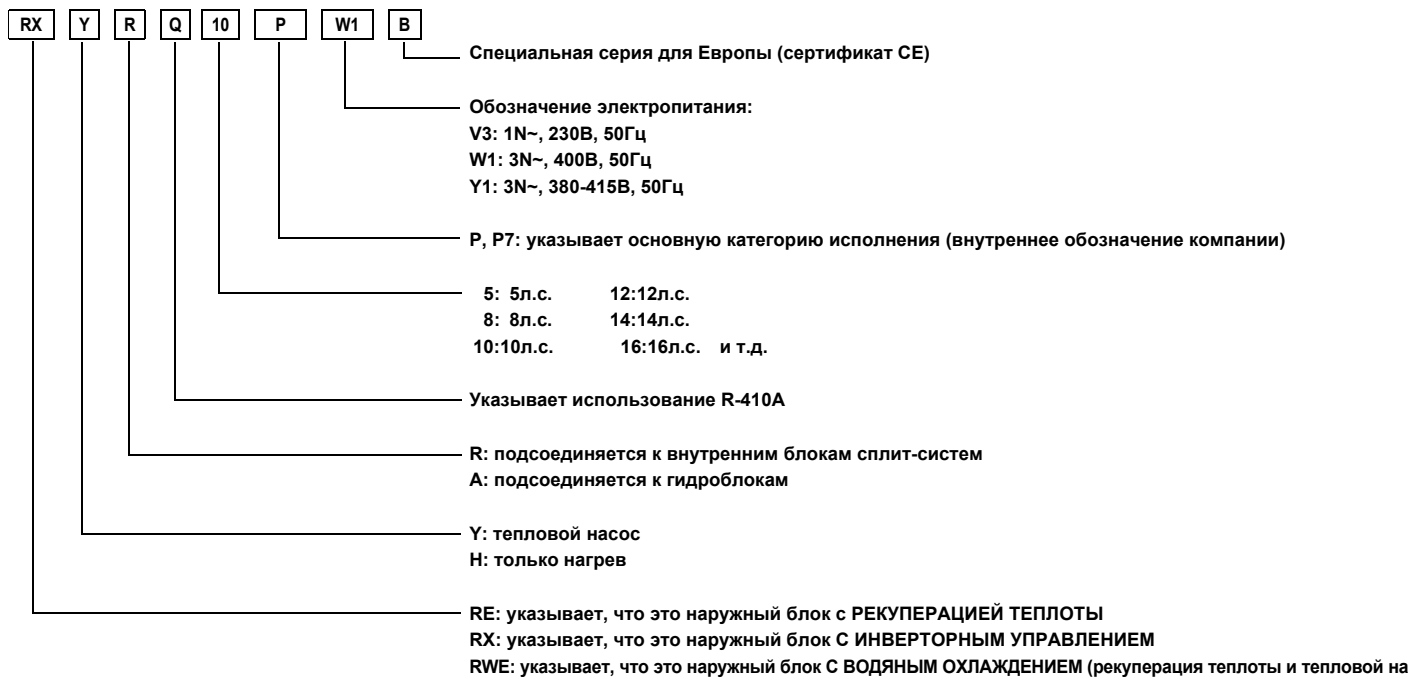 RX Y R Q 10 P W1 B
Специальная серия для Европы (сертификат CE)
Обозначение электропитания:
V3: 1N~, 230В, 50Гц
W1: 3N~, 400В, 50Гц
Y1: 3N~, 380-415В, 50Гц
P, P7: указывает основную категорию исполнения (внутреннее обозначение компании)
5: 5л.с. 12:12л.с.
8: 8л.с. 14:14л.с.
10:10л.с. 16:16л.с. и т.д.
Указывает использование R-410A
R: подсоединяется к внутренним блокам сплит-систем
A: подсоединяется к гидроблокам
Y: тепловой насос
H: только нагрев
RE: указывает, что это наружный блок с РЕКУПЕРАЦИЕЙ ТЕПЛОТЫ
RX: указывает, что это наружный блок С ИНВЕРТОРНЫМ УПРАВЛЕНИЕМ
RWE: указывает, что это наружный блок С ВОДЯНЫМ ОХЛАЖДЕНИЕМ (рекуперация теплоты и тепловой на